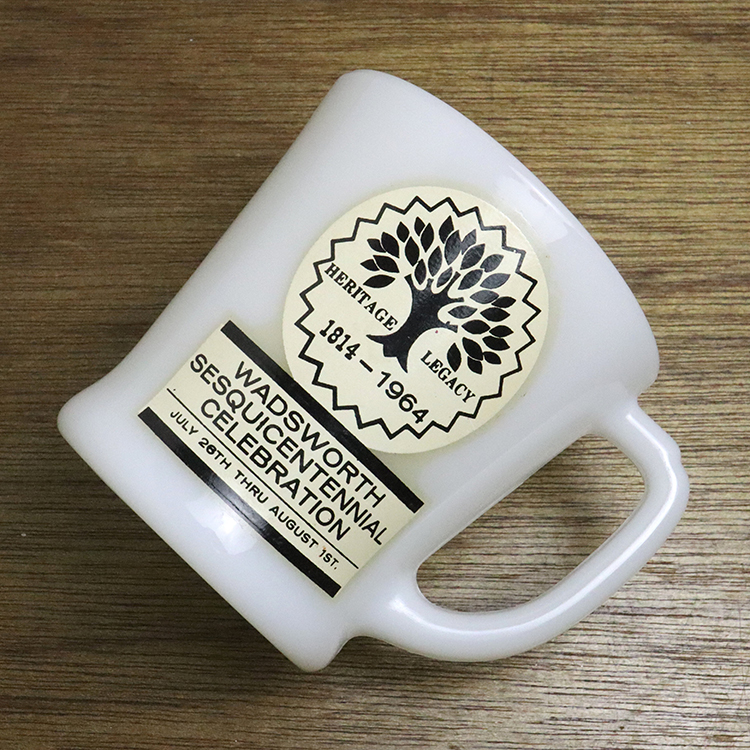 HERITAGE
LEGACY
1814-1964
WADSWORTH
SESQUICENTENNIAL
CELEBRATION
JULY 26TH THRU AUGUST 1ST.